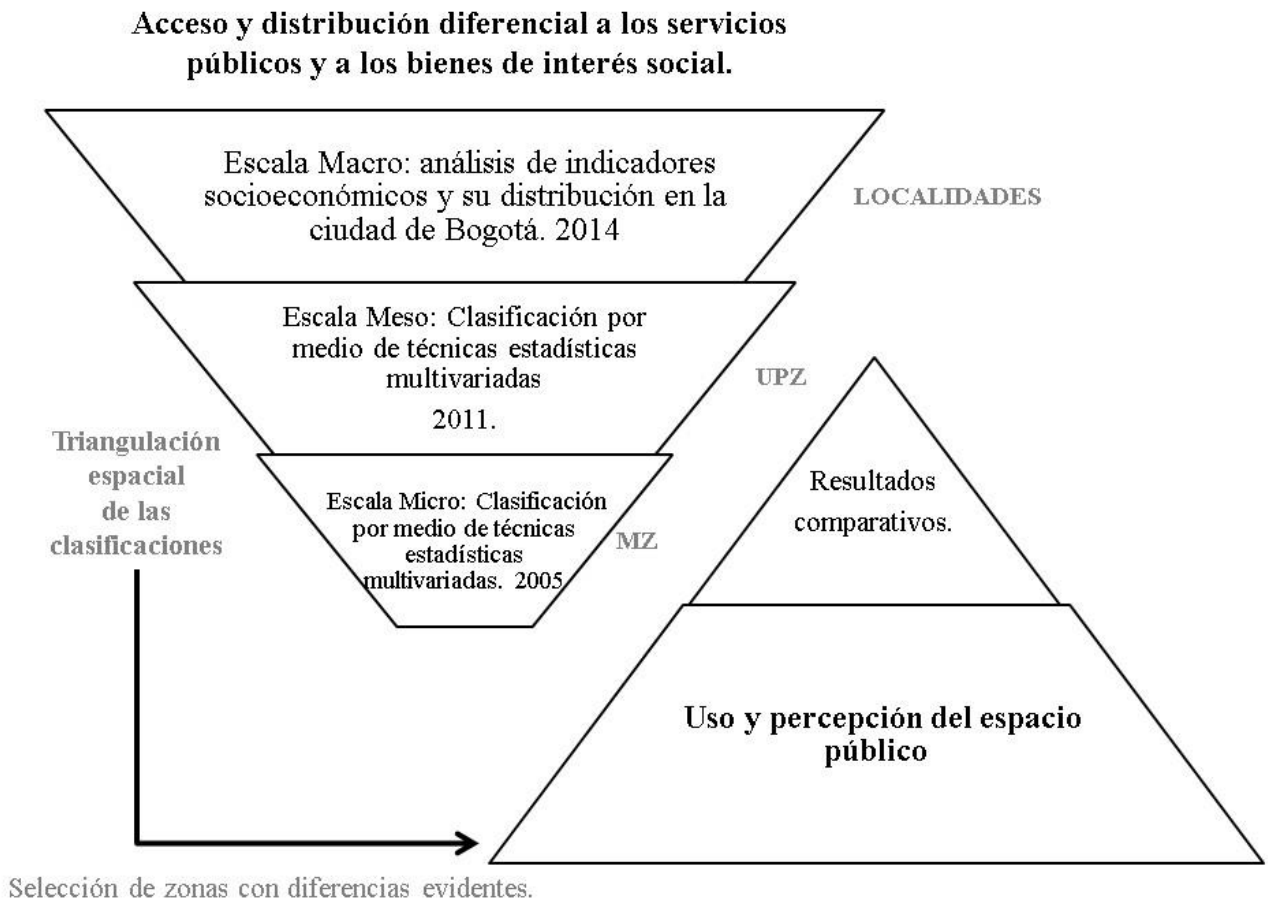 Acceso y distribución diferencial a los servicios
públicos y a los bienes de interés social.
Escala Macro: análisis de indicadores
socioeconómicos y su distribución en la
ciudad de Bogotá. 2014
LOCALIDADES
Escala Meso: Clasificación por
medio de técnicas estadísticas
multivariadas
2011.
UPZ
Escala Micro: Clasificación
por medio de técnicas
estadísticas
multivariadas. 2005
MZ
Triangulación
espacial
de las
clasificaciones
Resultados
comparativos.
Uso y percepción del espacio
público
Selección de zonas con diferencias evidentes.